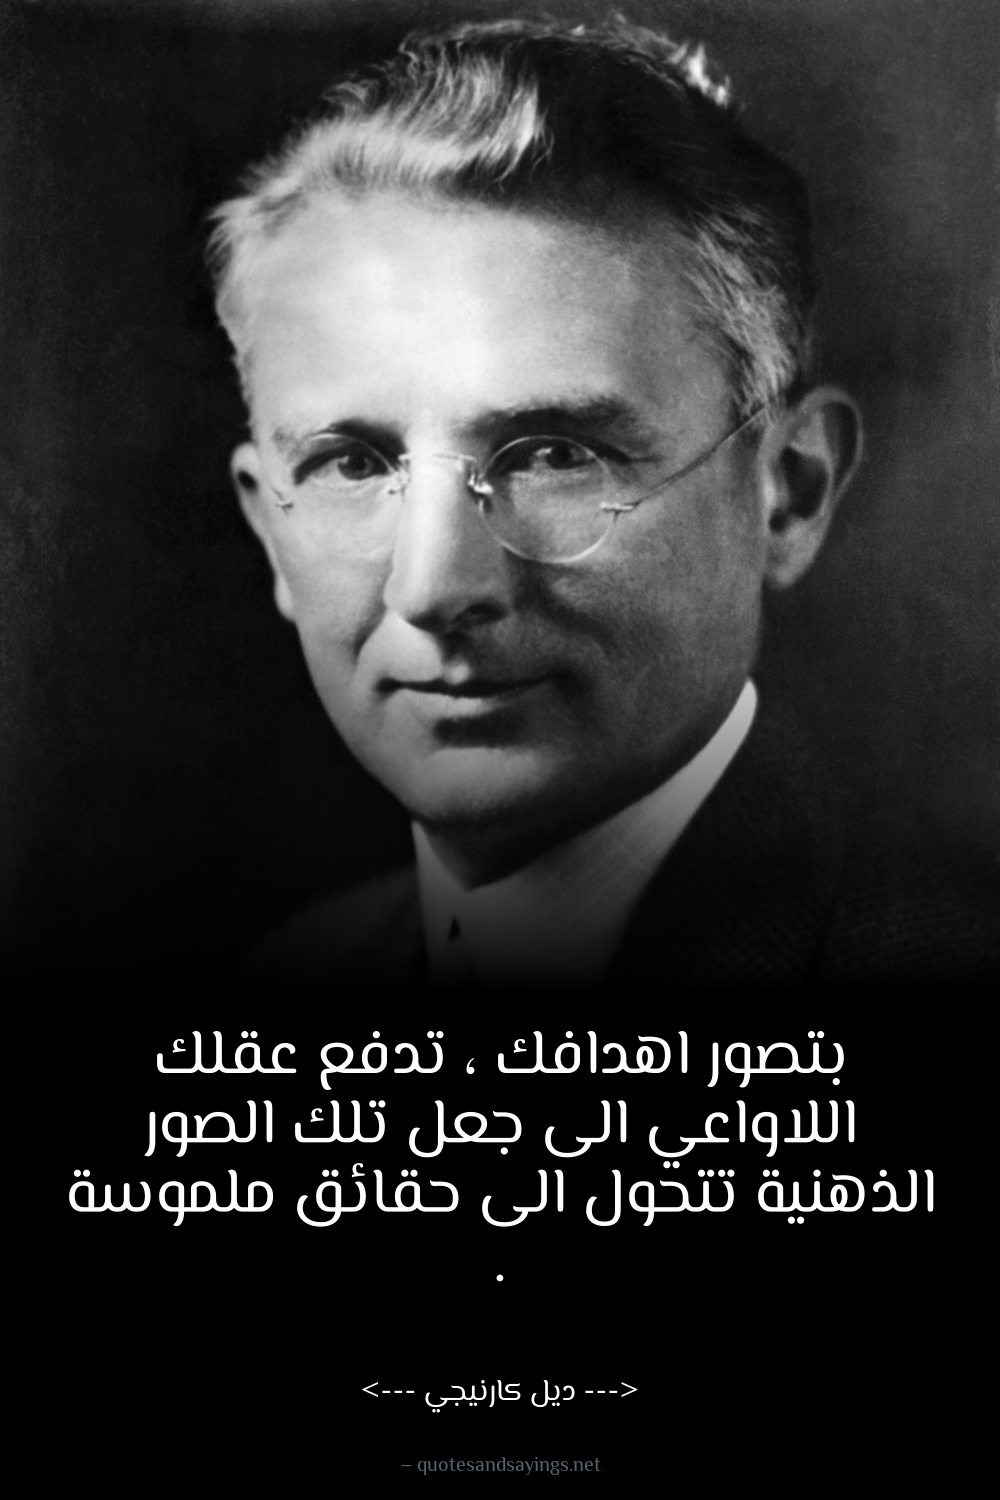 بتصور اهدافك ، تدفع عقلك
اللاواعي الى جعل تلك الصور
الذهنية تتحول الى حقائق ملموسة
.
<--- ديل كارنيجي --->
– quotesandsayings.net